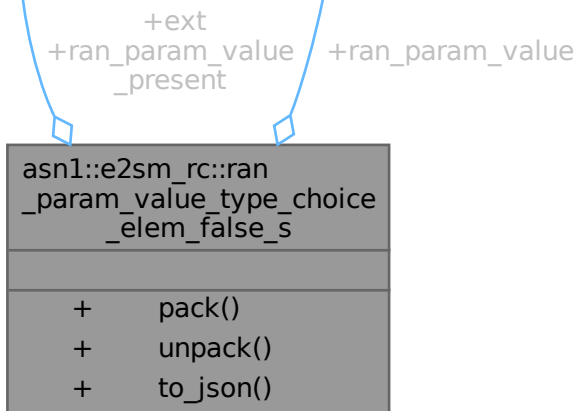 +ext
+ran_param_value
_present
+ran_param_value
asn1::e2sm_rc::ran
_param_value_type_choice
_elem_false_s
+ pack()
+ unpack()
+ to_json()